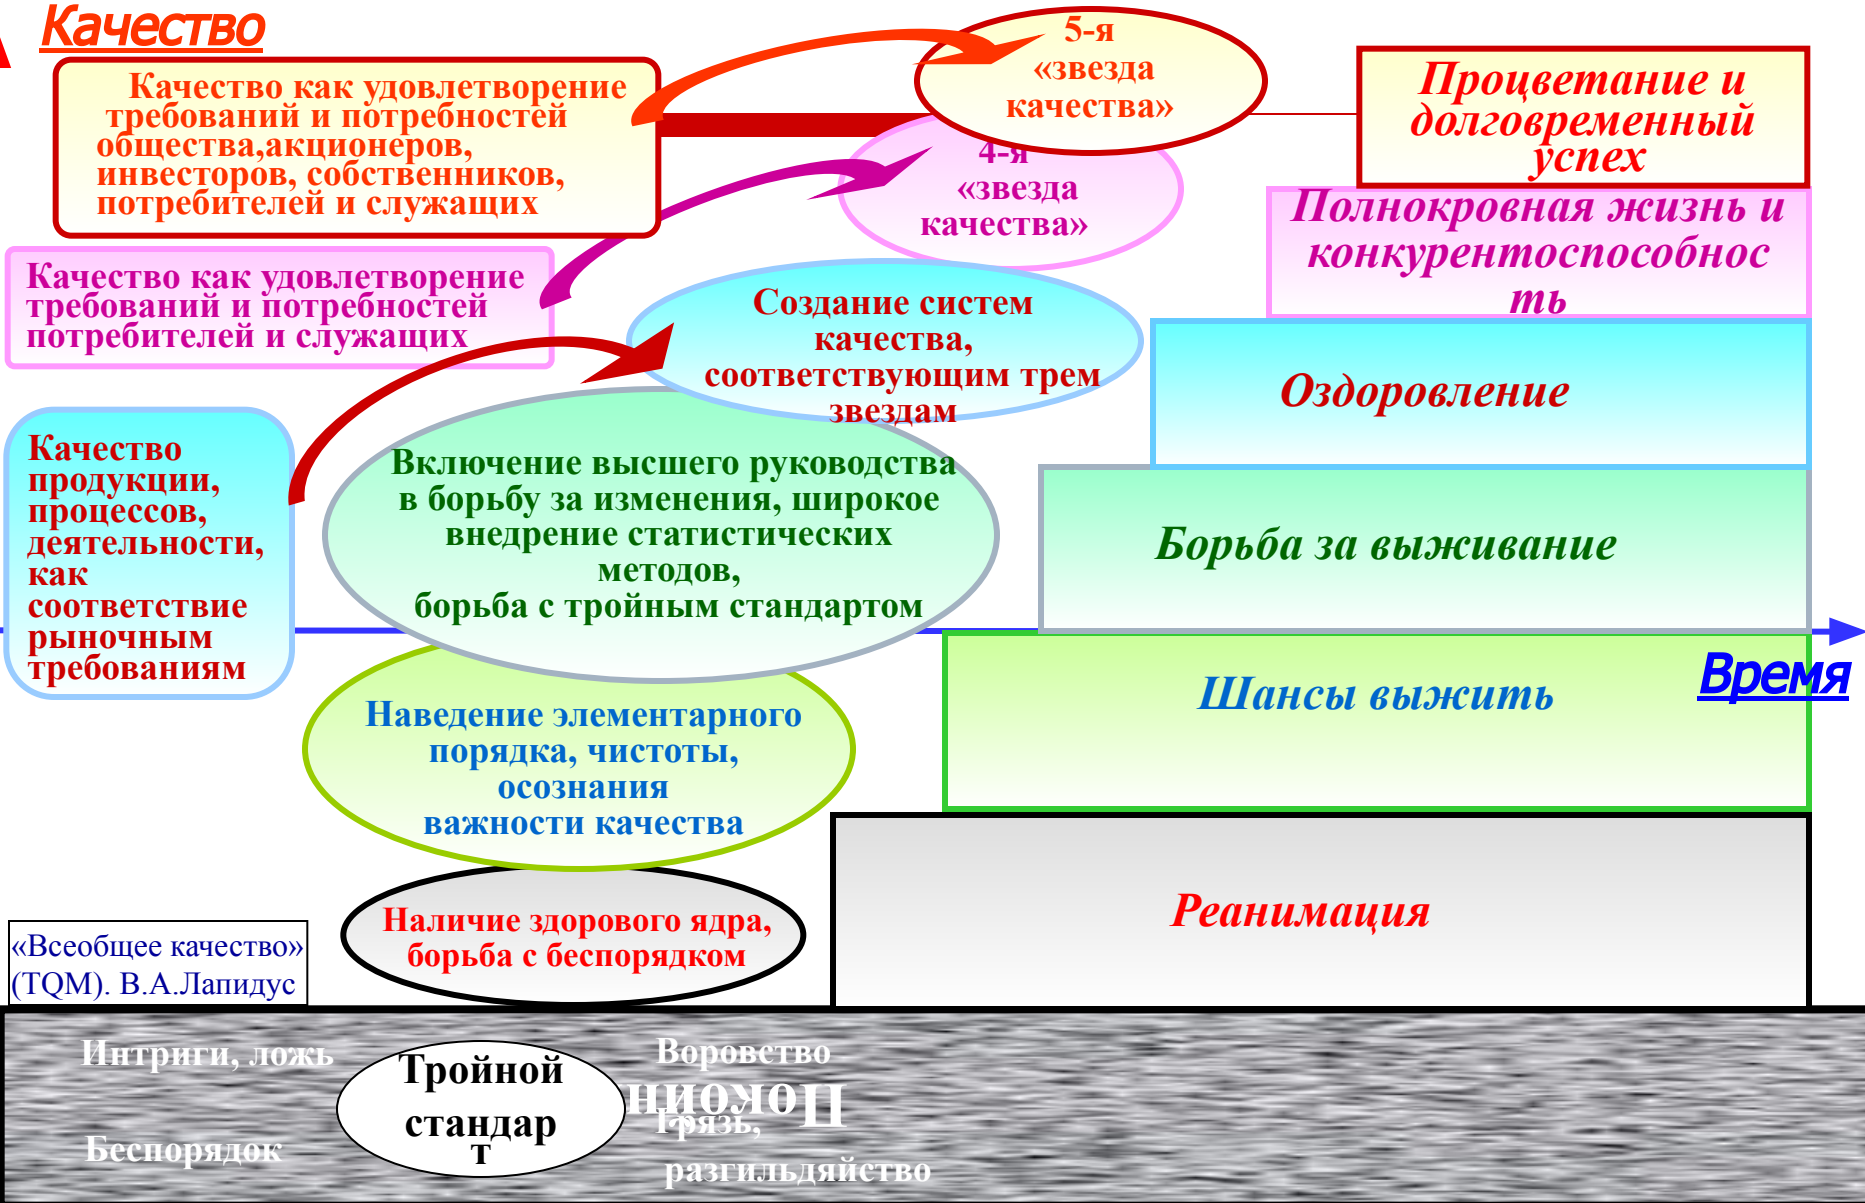 Качество
Качество как удовлетворение
требований и потребностей
общества,акционеров,
инвесторов, собственников,
потребителей и служащих
5-я
«звезда
качества»
Процветание и
долговременный
успех
4-я
«звезда
качества»
Полнокровная жизнь и
конкурентоспособнос
ть
Качество как удовлетворение
требований и потребностей
потребителей и служащих
Создание систем
качества,
соответствующим трем
звездам
Оздоровление
Качество
продукции,
процессов,
деятельности,
как
соответствие
рыночным
требованиям
Включение высшего руководства
в борьбу за изменения, широкое
внедрение статистических
методов,
борьба с тройным стандартом
Борьба за выживание
Время
Наведение элементарного
порядка, чистоты,
осознания
важности качества
Шансы выжить
Наличие здорового ядра,
борьба с беспорядком
Реанимация
«Всеобщее качество»
(TQM). В.А.Лапидус
Интриги, ложь
Беспорядок
Тройной
стандар
т
Воровство
Грязь,
разгильдяйство